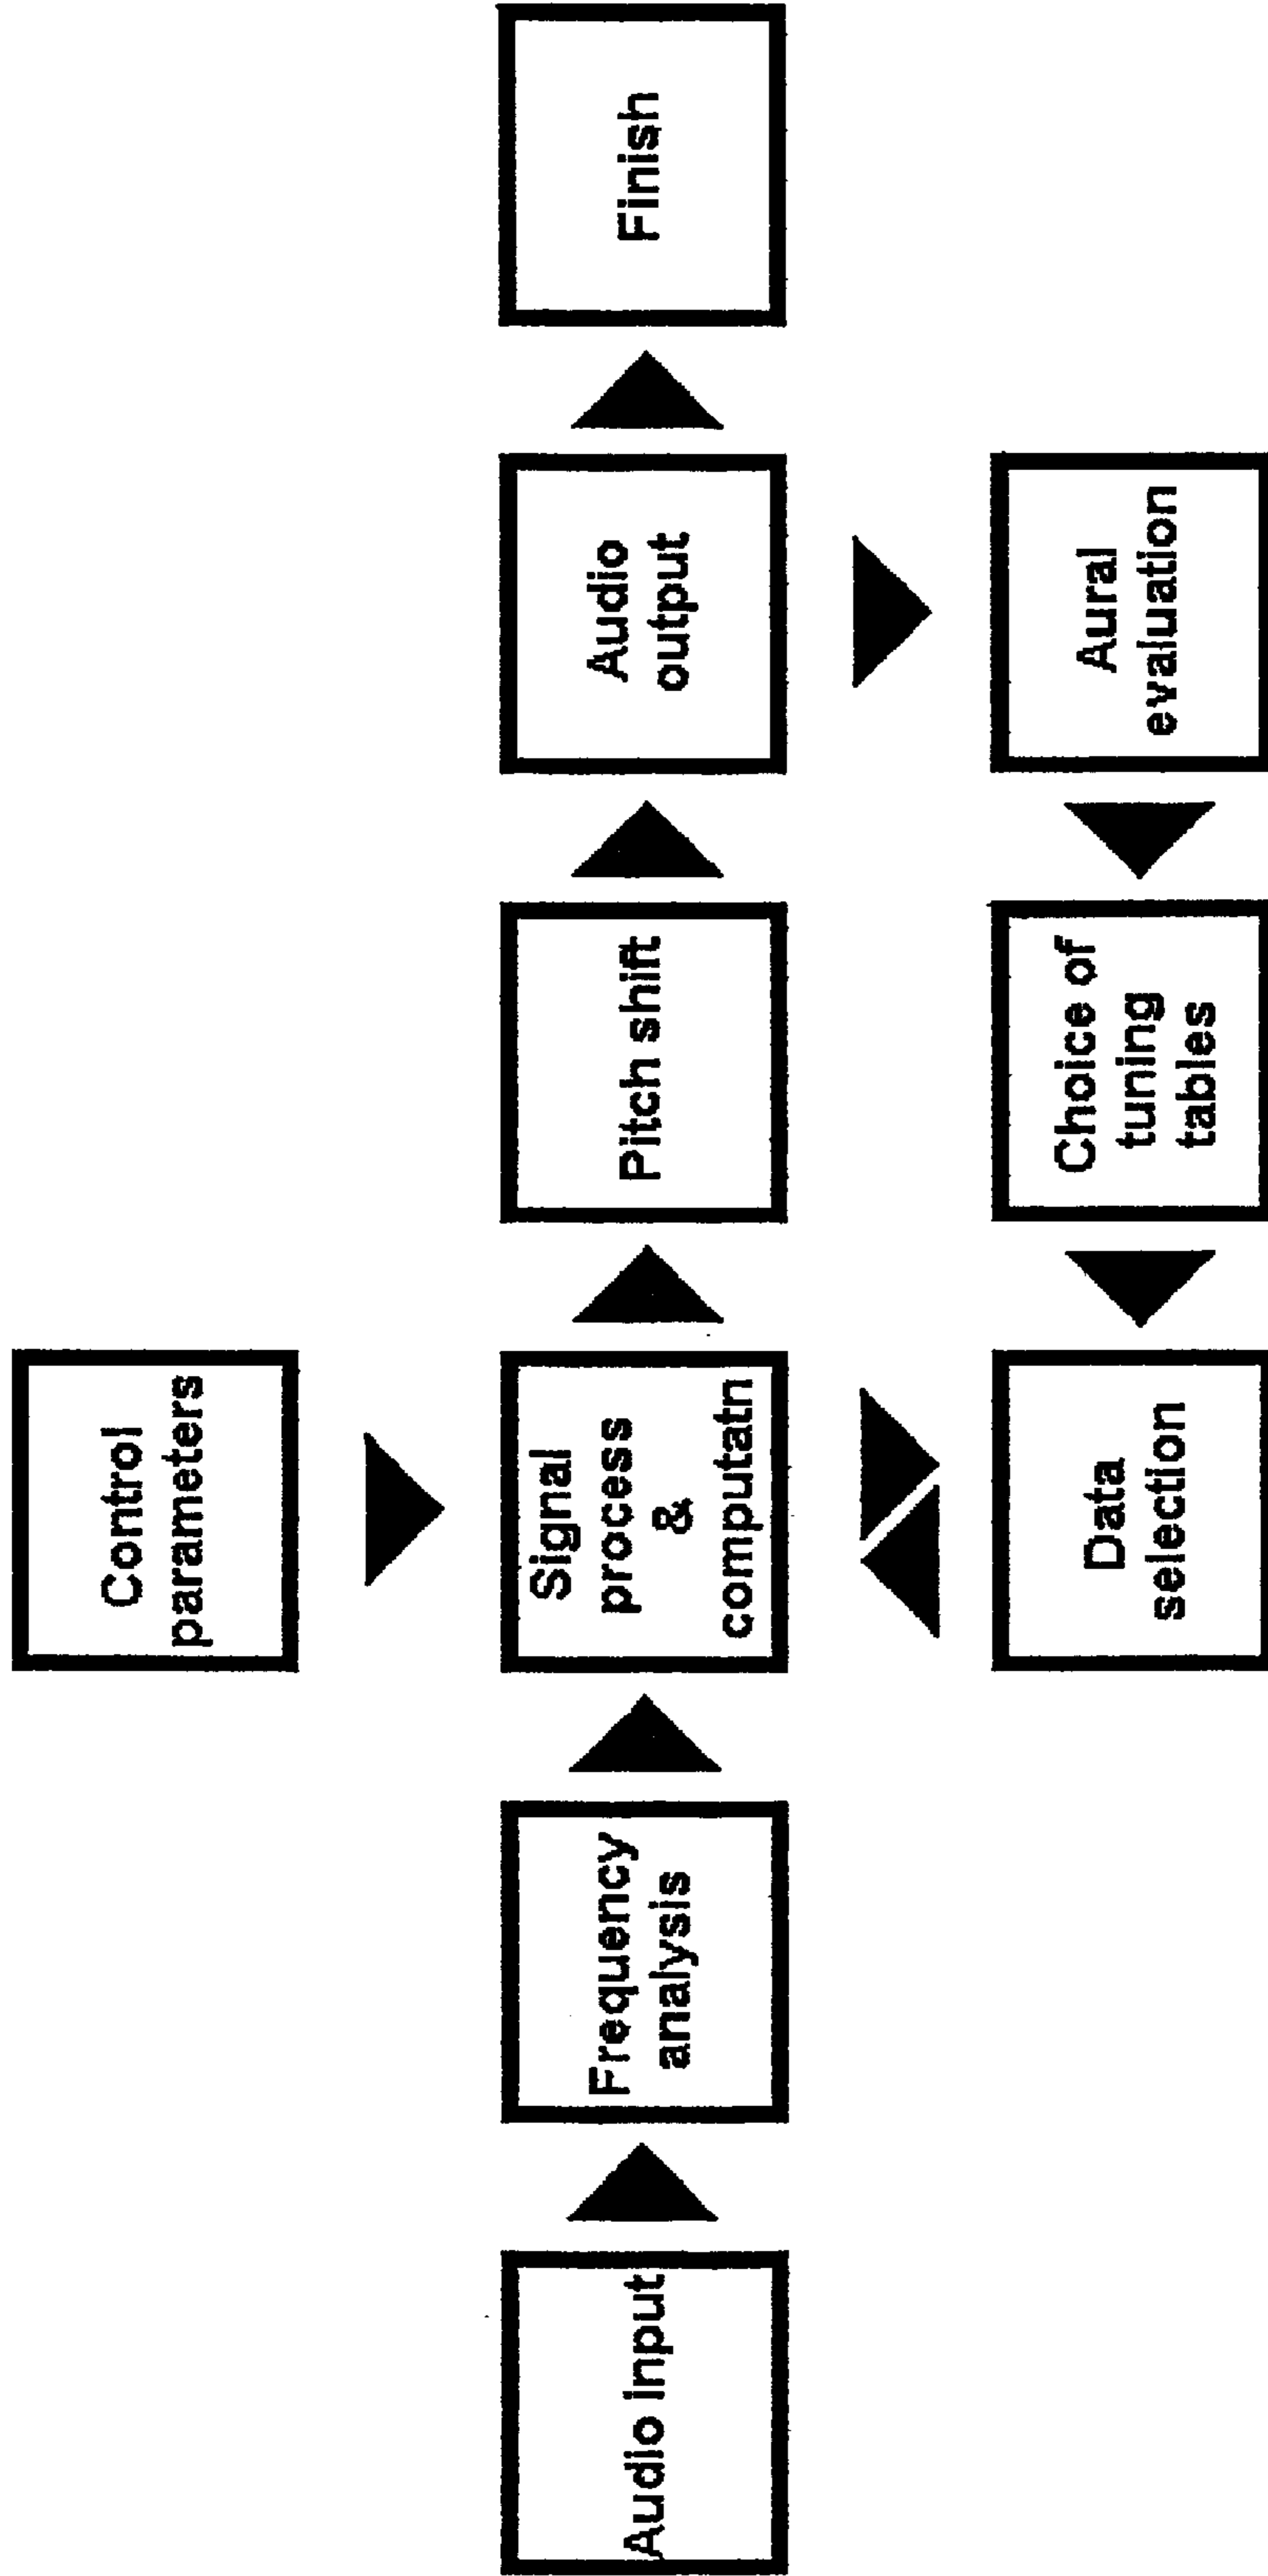 Control
parameters
Audio input
Frequency
analysis
Signal
process
&
computatn
Pitch shift
Audio
output
Finish
Data
selection
Choice of
tuning
tables
Aural
evaluation